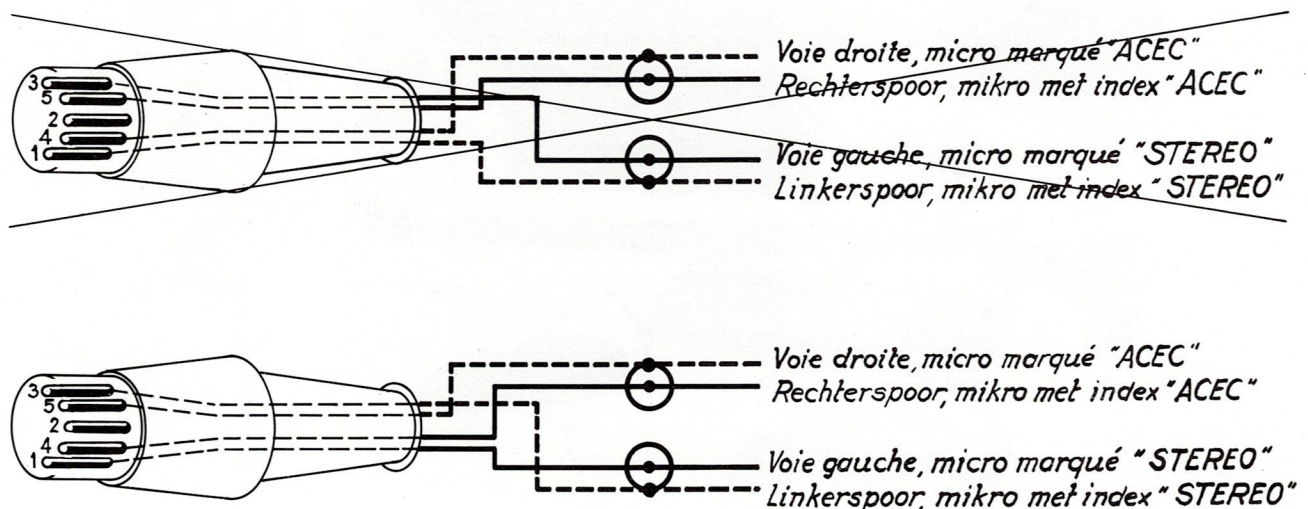 3
5
2
4
1
Voie droite, micro marqué "ACEC"
Rechterspoor, mikro met index "ACEC"
Voie gauche, micro marqué "STEREO"
Linkerspoor, mikro met index "STEREO"
3
5
2
4
1
Voie droite, micro marqué "ACEC"
Rechterspoor, mikro met index "ACEC"
Voie gauche, micro marqué "STEREO"
Linkerspoor, mikro met index "STEREO"